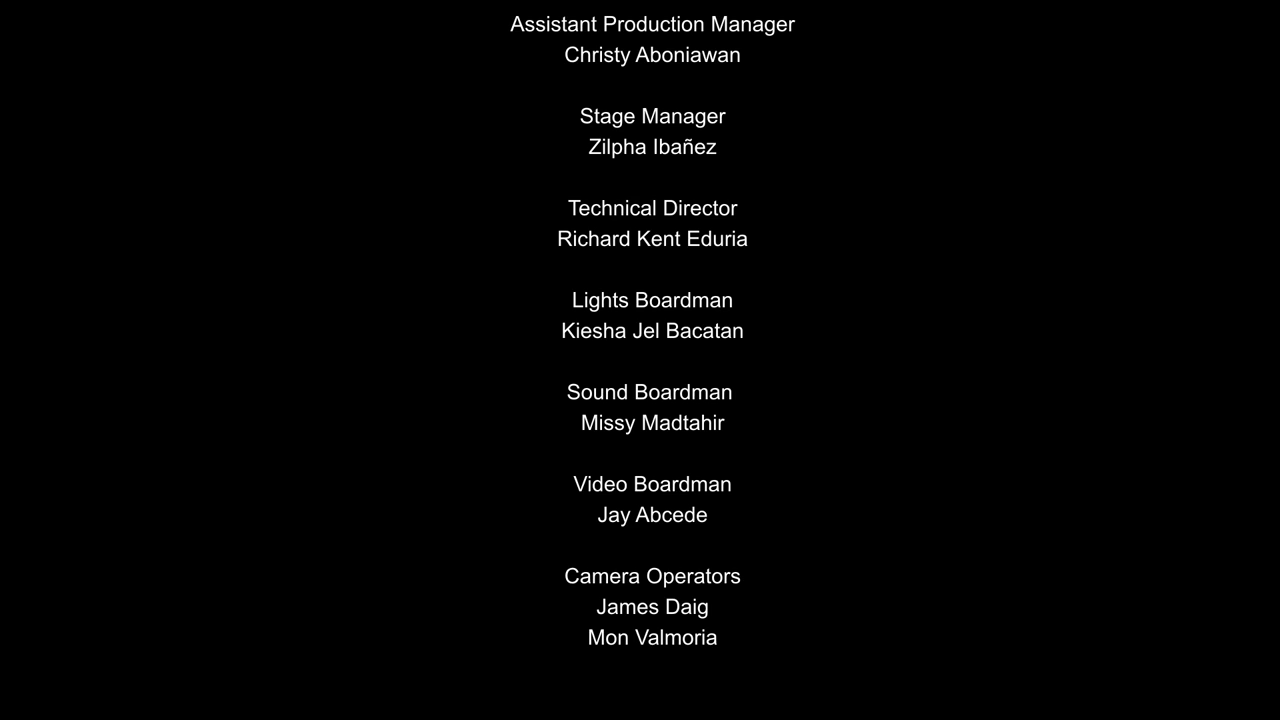 Assistant Production Manager
Christy Aboniawan
Stage Manager
Zilpha Ibañez
Technical Director
Richard Kent Eduria
Lights Boardman
Kiesha Jel Bacatan
Sound Boardman
Missy Madtahir
Video Boardman
Jay Abcede
Camera Operators
James Daig
Mon Valmoria